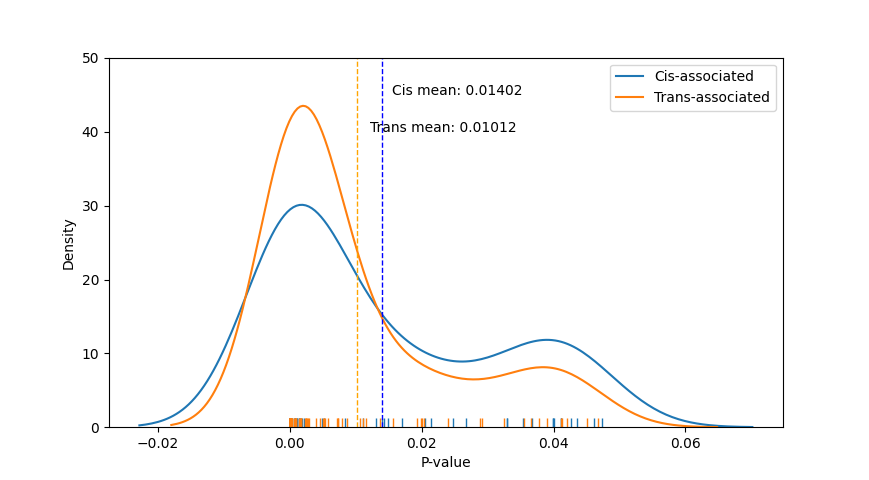 50
40
30
20
10
0
Density
Cis-associated
Trans-associated
Cis mean: 0.01402
Trans mean: 0.01012
−0.02
0.00
0.02
0.04
0.06
P-value